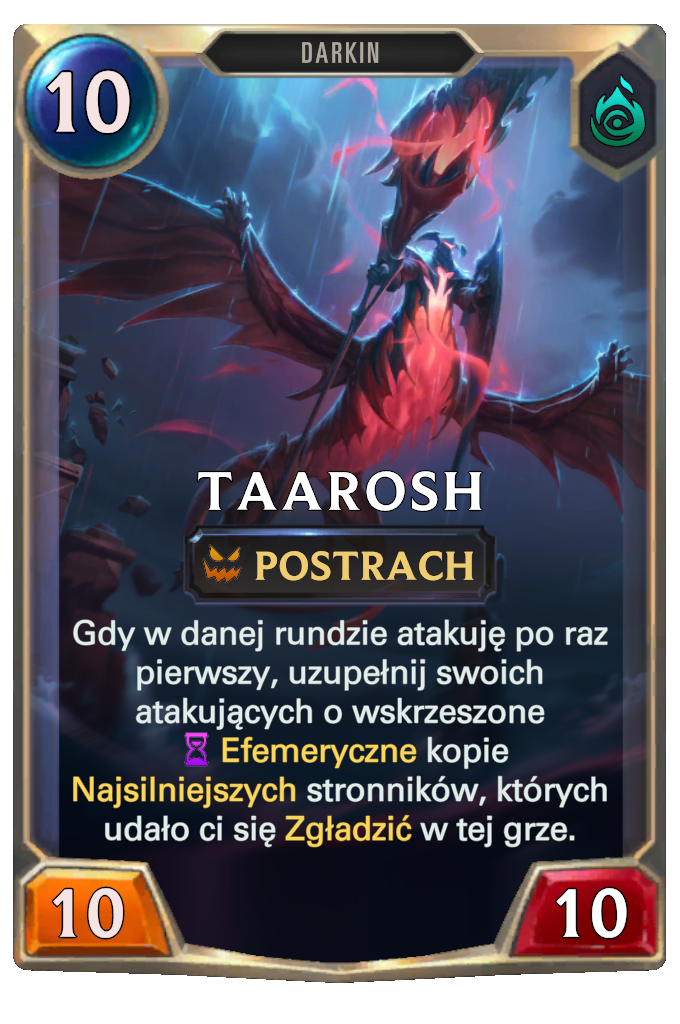 10
DARKIN
TAAROSH
POSTRACH
Gdy w danej rundzie atakuję po raz
pierwszy, uzupełnij swoich
atakujących o wskrzeszone
Efemeryczne kopie
Najsilniejszych stronników, których
udało ci się Zgładzić w tej grze.
10
10